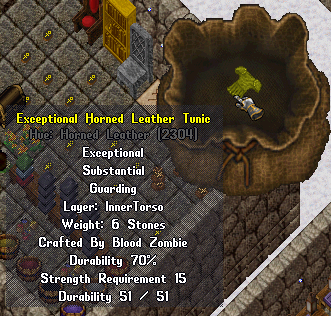 Exceptional Horned Leather Tunic
Hue: Horned Leather (2304)
Exceptional
Substantial
Guarding
Layer: InnerTorso
Weight: 6 Stones
Crafted By Blood Zombie
Durability 70%
Strength Requirement 15
Durability 51 / 51